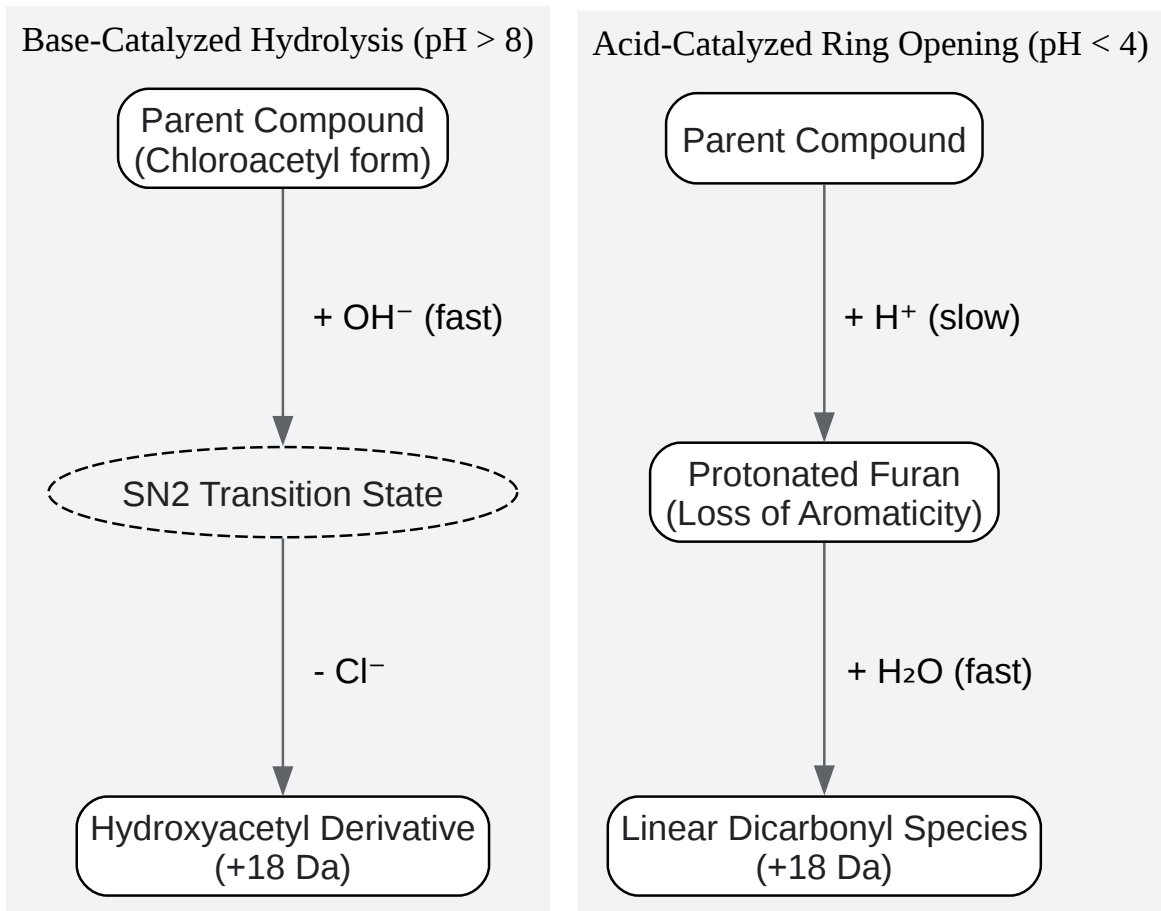 Base-Catalyzed Hydrolysis (pH > 8)
Parent Compound
(Chloroacetyl form)
+ OH⁻ (fast)
SN2 Transition State
- Cl⁻
Hydroxyacetyl Derivative
(+18 Da)
Acid-Catalyzed Ring Opening (pH < 4)
Parent Compound
+ H⁺ (slow)
Protonated Furan
(Loss of Aromaticity)
+ H₂O (fast)
Linear Dicarbonyl Species
(+18 Da)